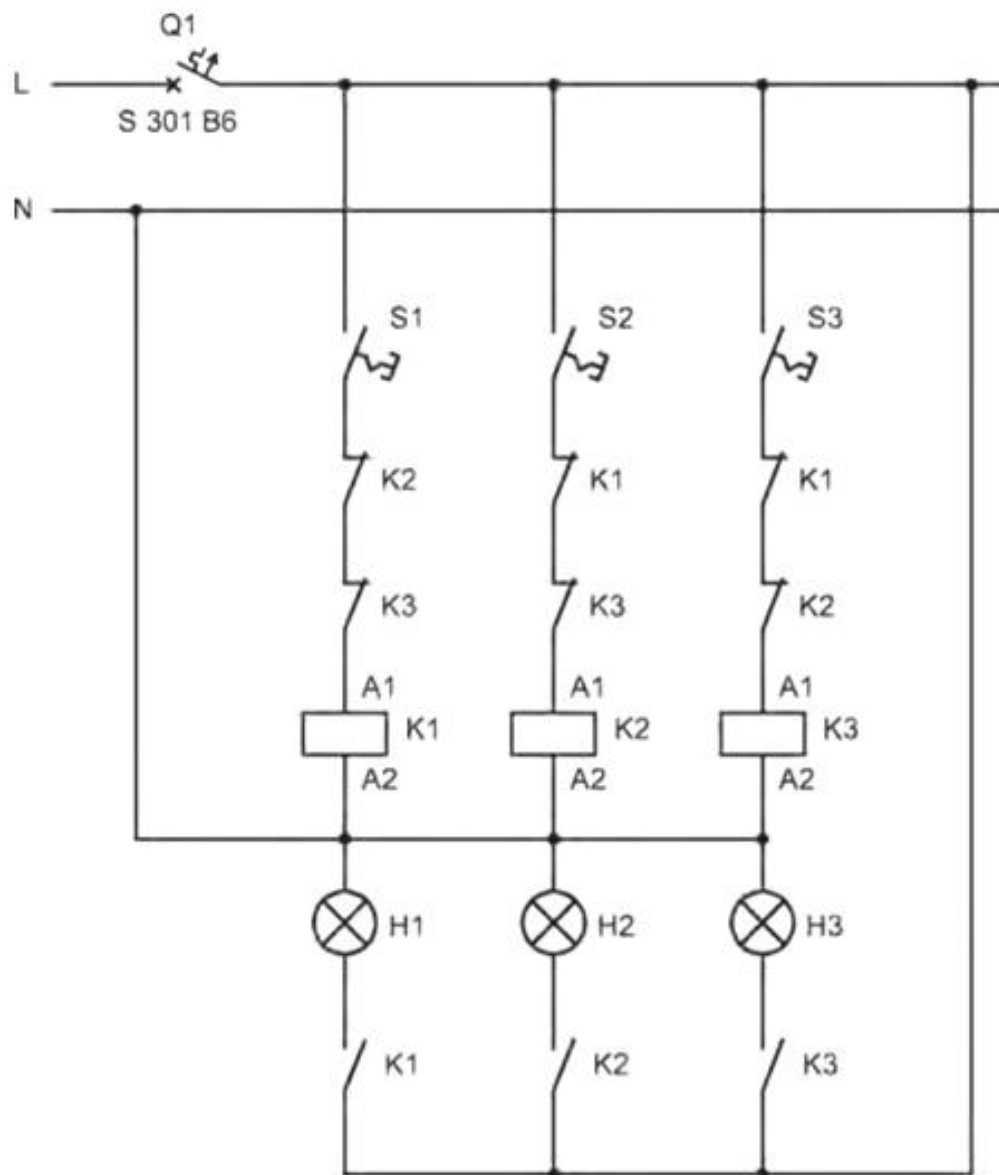 Q1
L
S 301 B6
N
S1 S2 S3
K2 K1 K1
K3 K3 K2
A1 A1 A1
K1 K2 K3
A2 A2 A2
H1 H2 H3
K1 K2 K3